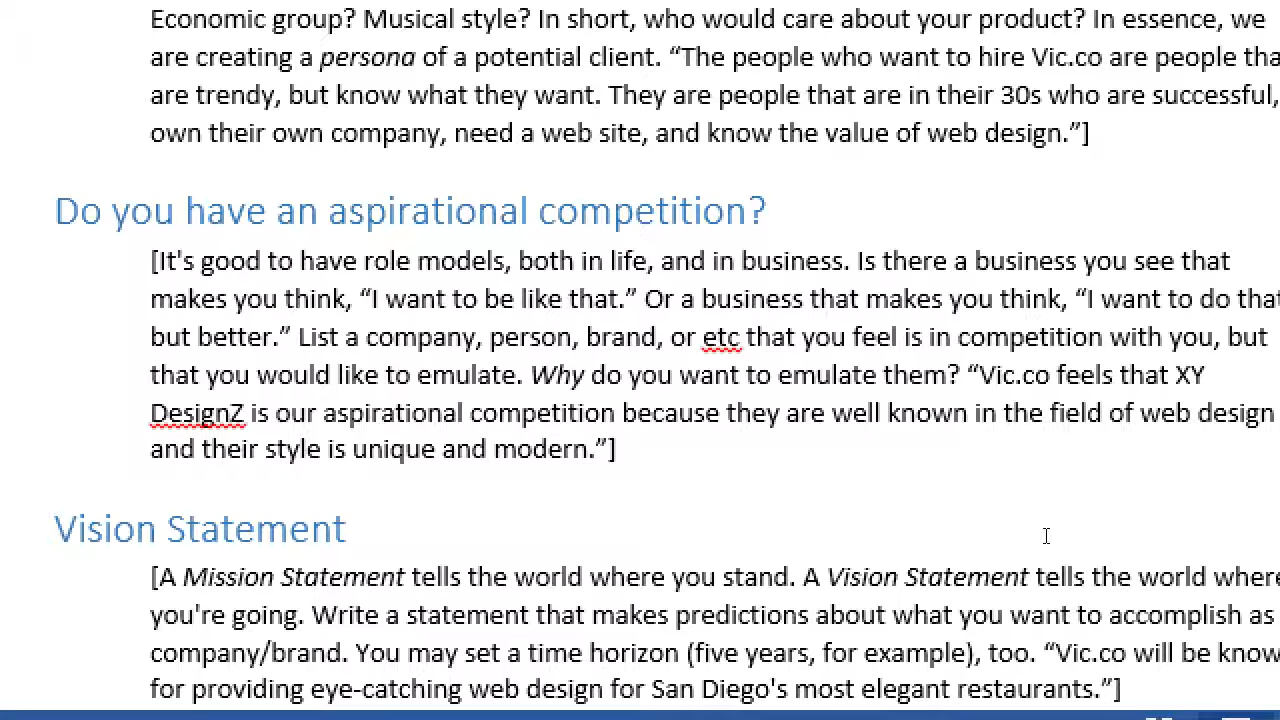 Economic group? Musical style? In short, who would care about your product? In essence, we
are creating a persona of a potential client. “The people who want to hire Vic.co are people tha
are trendy, but know what they want. They are people that are in their 30s who are successful,
own their own company, need a web site, and know the value of web design.”]
Do you have an aspirational competition?
[It's good to have role models, both in life, and in business. Is there a business you see that
makes you think, “I want to be like that.” Or a business that makes you think, “I want to do that
but better.” List a company, person, brand, or etc that you feel is in competition with you, but
that you would like to emulate. Why do you want to emulate them? “Vic.co feels that XY
DesignZ is our aspirational competition because they are well known in the field of web design
and their style is unique and modern.”]
Vision Statement
[A Mission Statement tells the world where you stand. A Vision Statement tells the world where
you're going. Write a statement that makes predictions about what you want to accomplish as
company/brand. You may set a time horizon (five years, for example), too. “Vic.co will be know
for providing eye-catching web design for San Diego's most elegant restaurants.”]